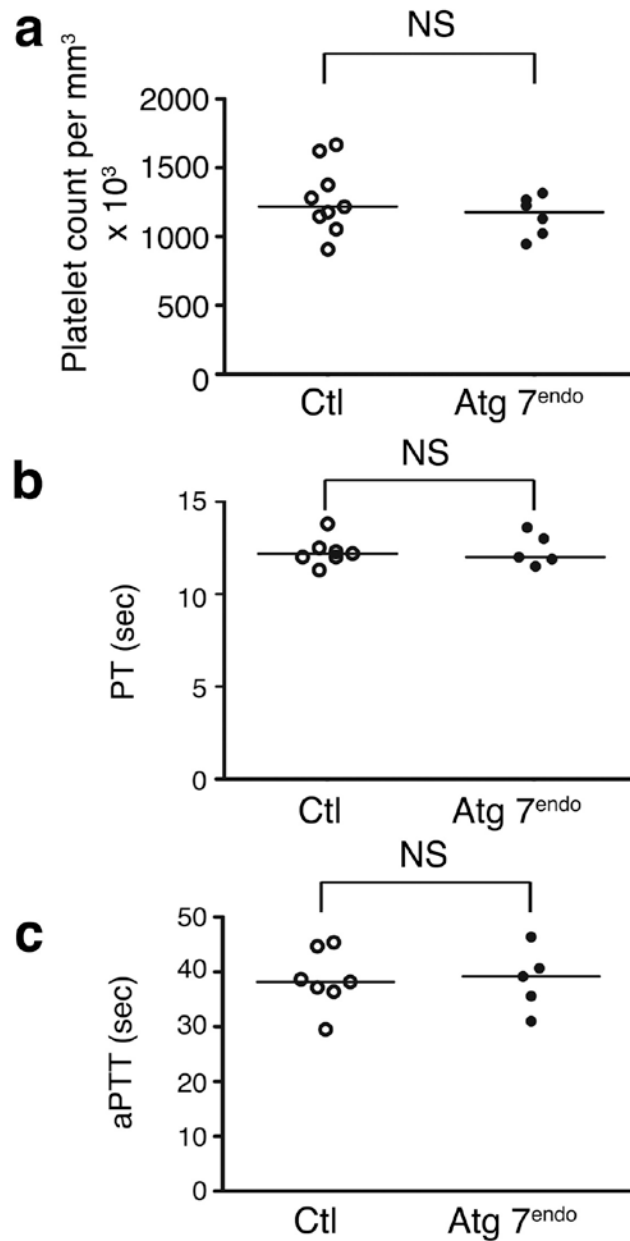 a
NS
Platelet count per mm³
x 10³
2000
1500
1000
500
0
Ctl
Atg 7ᵉⁿᵈᵒ
b
NS
PT (sec)
15
10
5
0
Ctl
Atg 7ᵉⁿᵈᵒ
c
NS
aPTT (sec)
50
40
30
20
10
0
Ctl
Atg 7ᵉⁿᵈᵒ